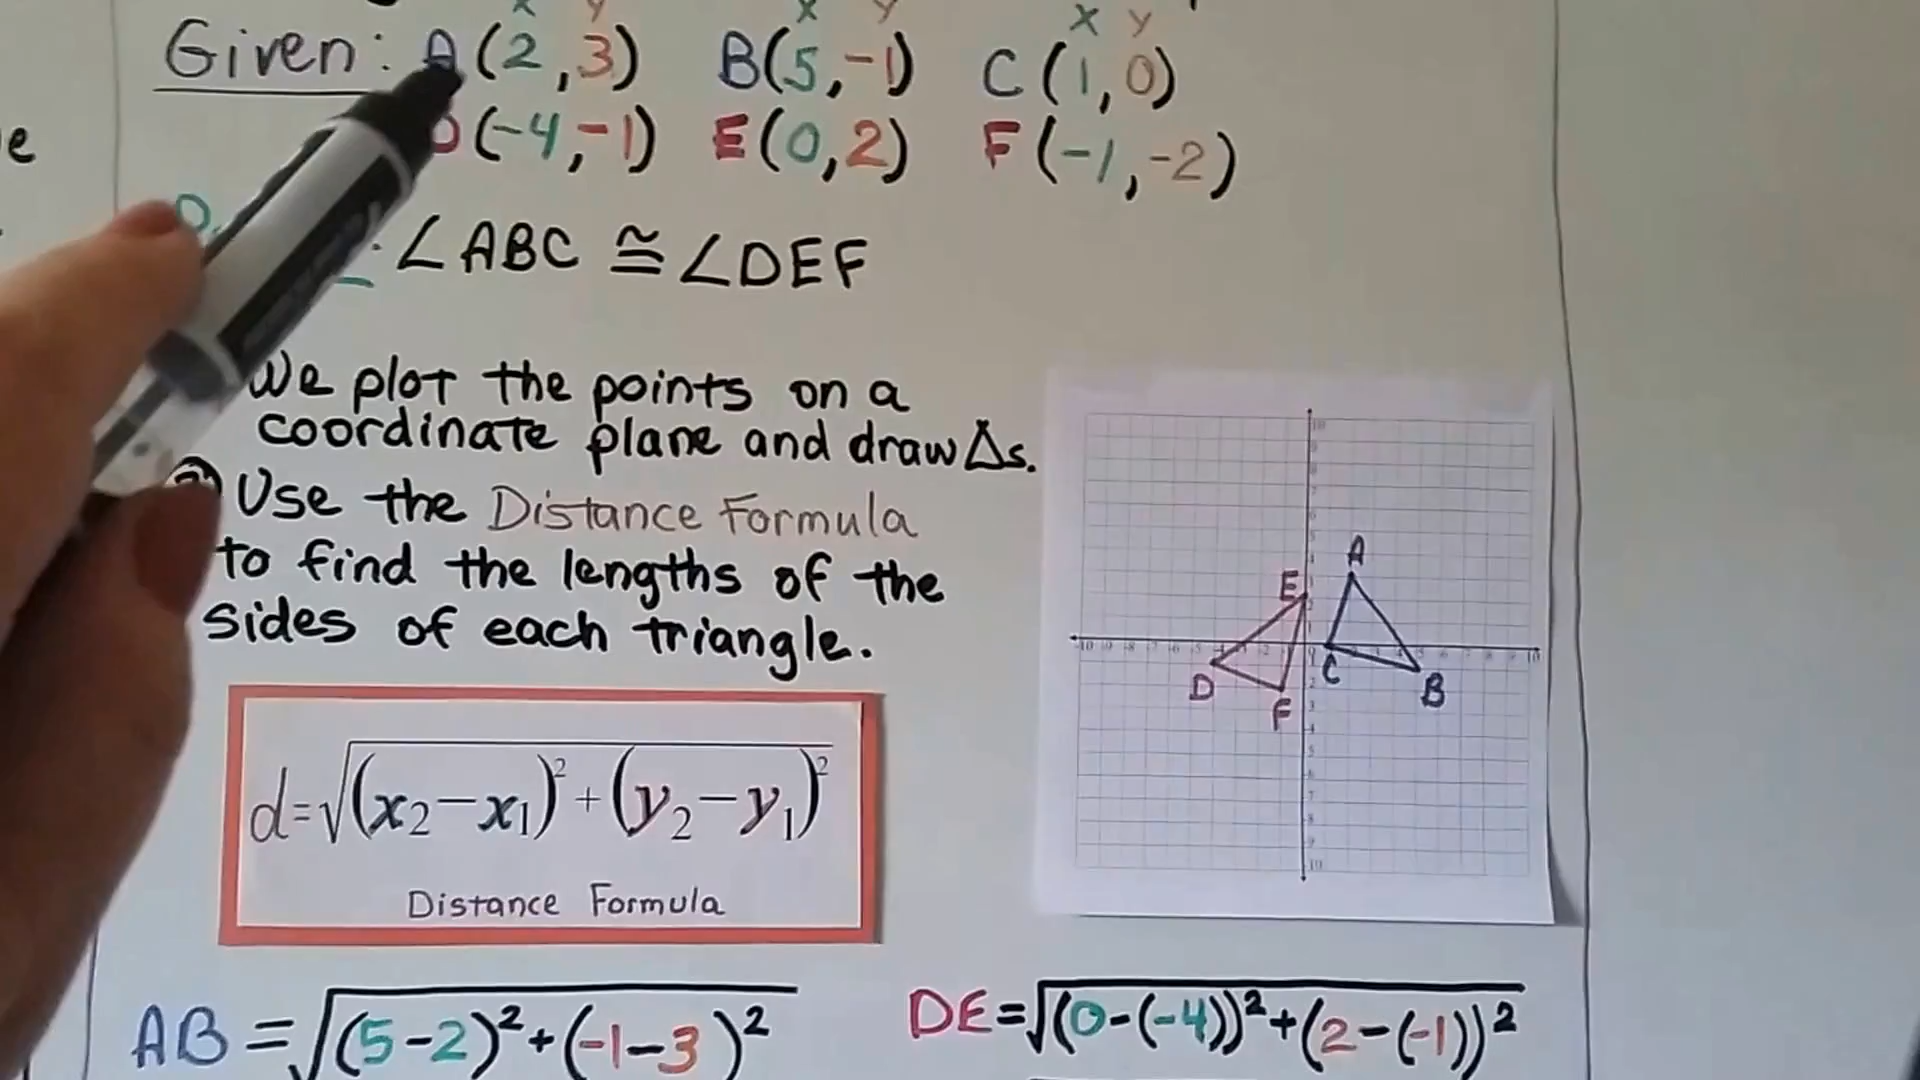 x y x y x y
Given: A(2,3) B(5,-1) C(1,0)
D(-4,-1) E(0,2) F(-1,-2)
∠ABC ≅ ∠DEF
We plot the points on a
coordinate plane and draw △s.
Use the Distance Formula
to find the lengths of the
sides of each triangle.
d=√(x₂−x₁)²+(y₂−y₁)²
Distance Formula
A
E
D
F
C
B
AB = √(5-2)²+(-1-3)²
DE=√(0-(-4))²+(2-(-1))²